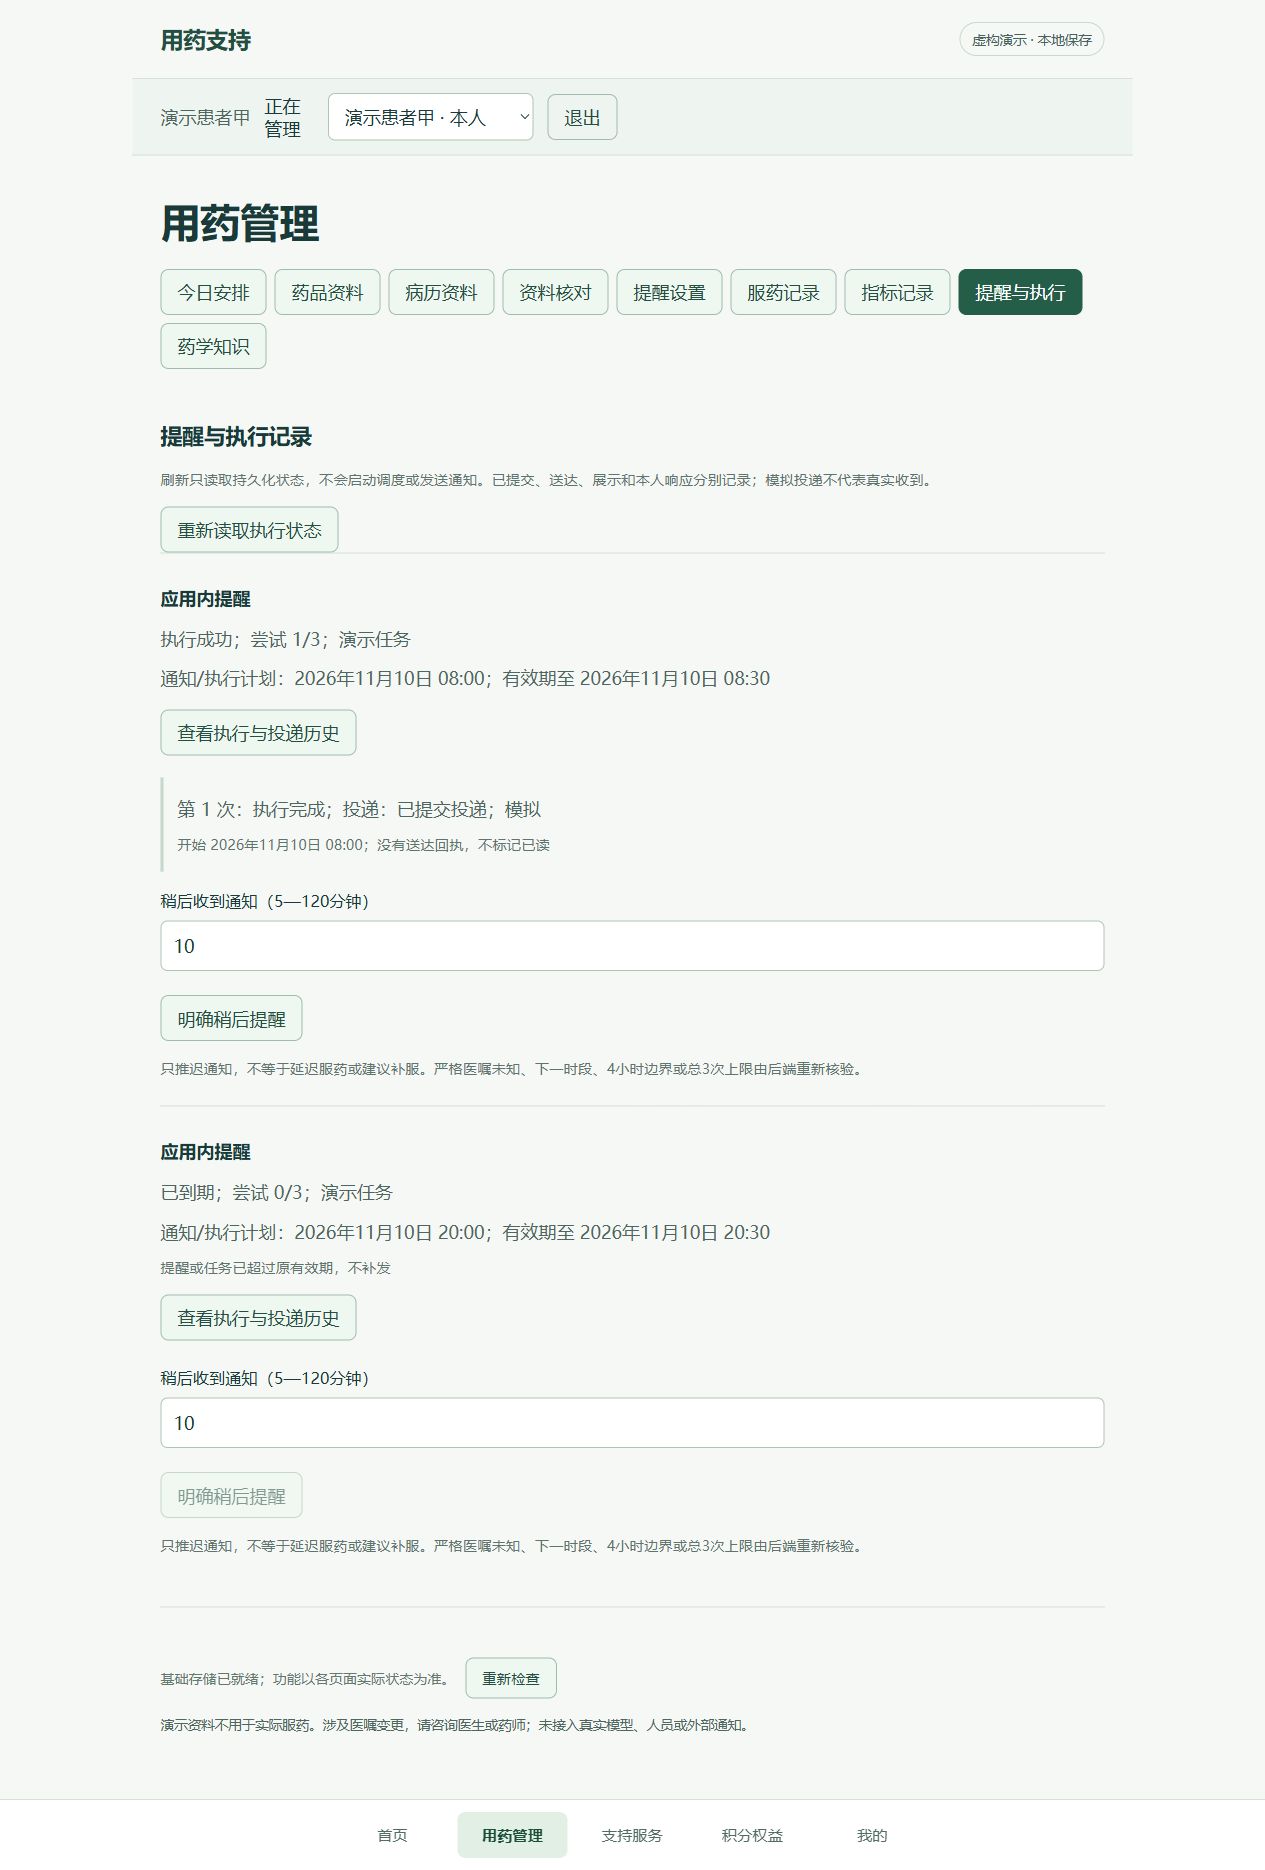 用药支持
虚构演示 · 本地保存
演示患者甲
正在
管理
演示患者甲 · 本人
退出
用药管理
今日安排
药品资料
病历资料
资料核对
提醒设置
服药记录
指标记录
提醒与执行
药学知识
提醒与执行记录
刷新只读取持久化状态，不会启动调度或发送通知。已提交、送达、展示和本人响应分别记录；模拟投递不代表真实收到。
重新读取执行状态
应用内提醒
执行成功；尝试 1/3；演示任务
通知/执行计划：2026年11月10日 08:00；有效期至 2026年11月10日 08:30
查看执行与投递历史
第 1 次：执行完成；投递：已提交投递；模拟
开始 2026年11月10日 08:00；没有送达回执，不标记已读
稍后收到通知（5—120分钟）
10
明确稍后提醒
只推迟通知，不等于延迟服药或建议补服。严格医嘱未知、下一时段、4小时边界或总3次上限由后端重新核验。
应用内提醒
已到期；尝试 0/3；演示任务
通知/执行计划：2026年11月10日 20:00；有效期至 2026年11月10日 20:30
提醒或任务已超过原有效期，不补发
查看执行与投递历史
稍后收到通知（5—120分钟）
10
明确稍后提醒
只推迟通知，不等于延迟服药或建议补服。严格医嘱未知、下一时段、4小时边界或总3次上限由后端重新核验。
基础存储已就绪；功能以各页面实际状态为准。
重新检查
演示资料不用于实际服药。涉及医嘱变更，请咨询医生或药师；未接入真实模型、人员或外部通知。
首页
用药管理
支持服务
积分权益
我的